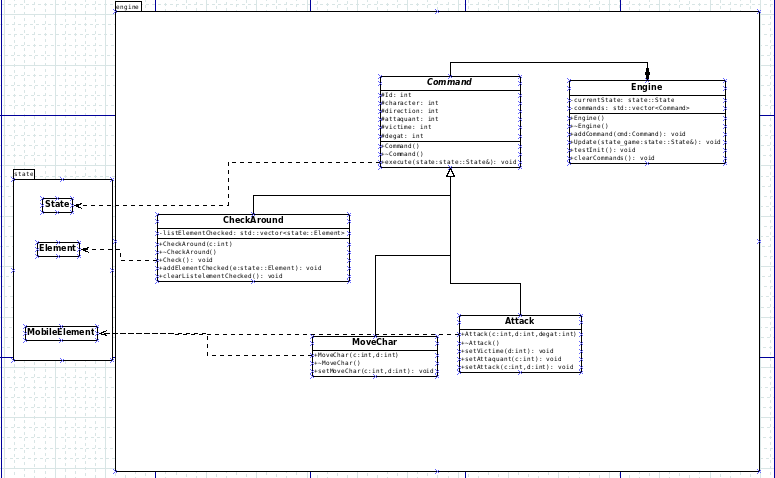 engine
Command
#Id: int
#character: int
#direction: int
#attaquant: int
#victime: int
#degat: int
+Command()
+~Command()
+execute(state:state::State&): void
Engine
-currentState: state::State
-commands: std::vector<Command>
+Engine()
+~Engine()
+addCommand(cmd:Command): void
+Update(state_game:state::State&): void
+testInit(): void
+clearCommands(): void
state
State
Element
MobileElement
CheckAround
-listElementChecked: std::vector<state::Element>
+CheckAround(c:int)
+~CheckAround()
+Check(): void
+addElementChecked(e:state::Element): void
+clearListelementChecked(): void
MoveChar
+MoveChar(c:int,d:int)
+~MoveChar()
+setMoveChar(c:int,d:int): void
Attack
+Attack(c:int,d:int,degat:int)
+~Attack()
+setVictime(d:int): void
+setAttaquant(c:int): void
+setAttack(c:int,d:int): void